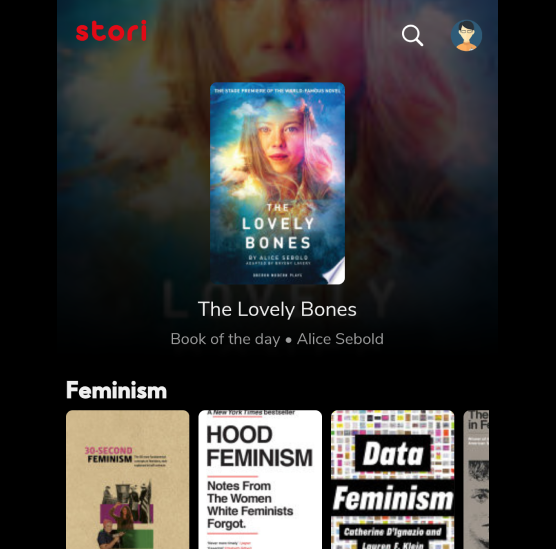 stori
THE STAGE PREMIERE OF THE WORLD-FAMOUS NOVEL
THE
LOVELY
BONES
BY ALICE SEBOLD
ADAPTED BY BRYONY LAVERY
OBERON MODERN PLAYS
The Lovely Bones
Book of the day • Alice Sebold
Feminism
30-SECOND
FEMINISM
A New York Times bestseller
HOOD
FEMINISM
Notes From
The Women
White Feminists
Forgot.
Data
Feminism
Catherine D'Ignazio and
Lauren F. Klein
The
in F